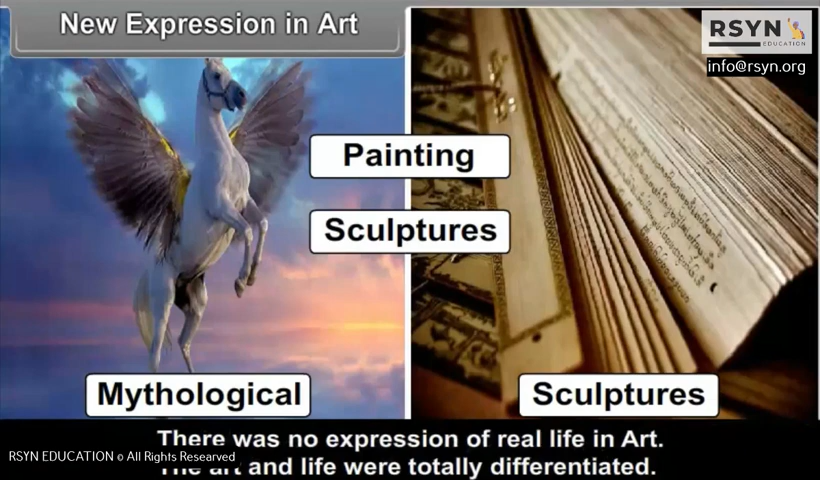 New Expression in Art
RSYN
EDUCATION
info@rsyn.org
Painting
Sculptures
Mythological
Sculptures
There was no expression of real life in Art.
RSYN EDUCATION © All Rights Researved
The art and life were totally differentiated.